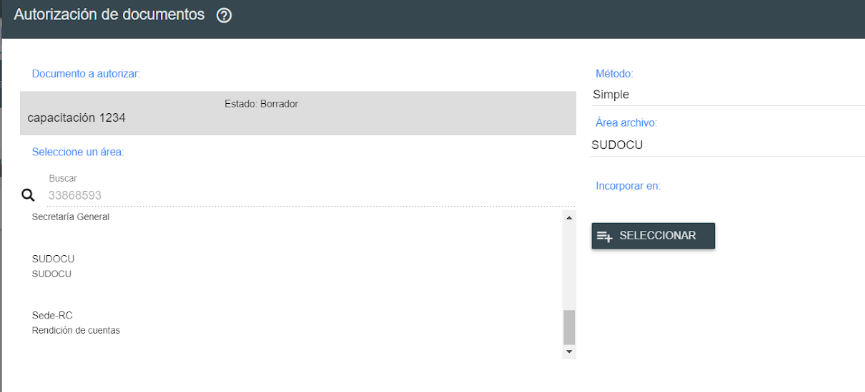 Autorización de documentos
Documento a autorizar:
Estado: Borrador
capacitación 1234
Seleccione un área:
Buscar
33868593
Secretaría General
SUDOCU
SUDOCU
Sede-RC
Rendición de cuentas
Método:
Simple
Área archivo:
SUDOCU
Incorporar en:
SELECCIONAR